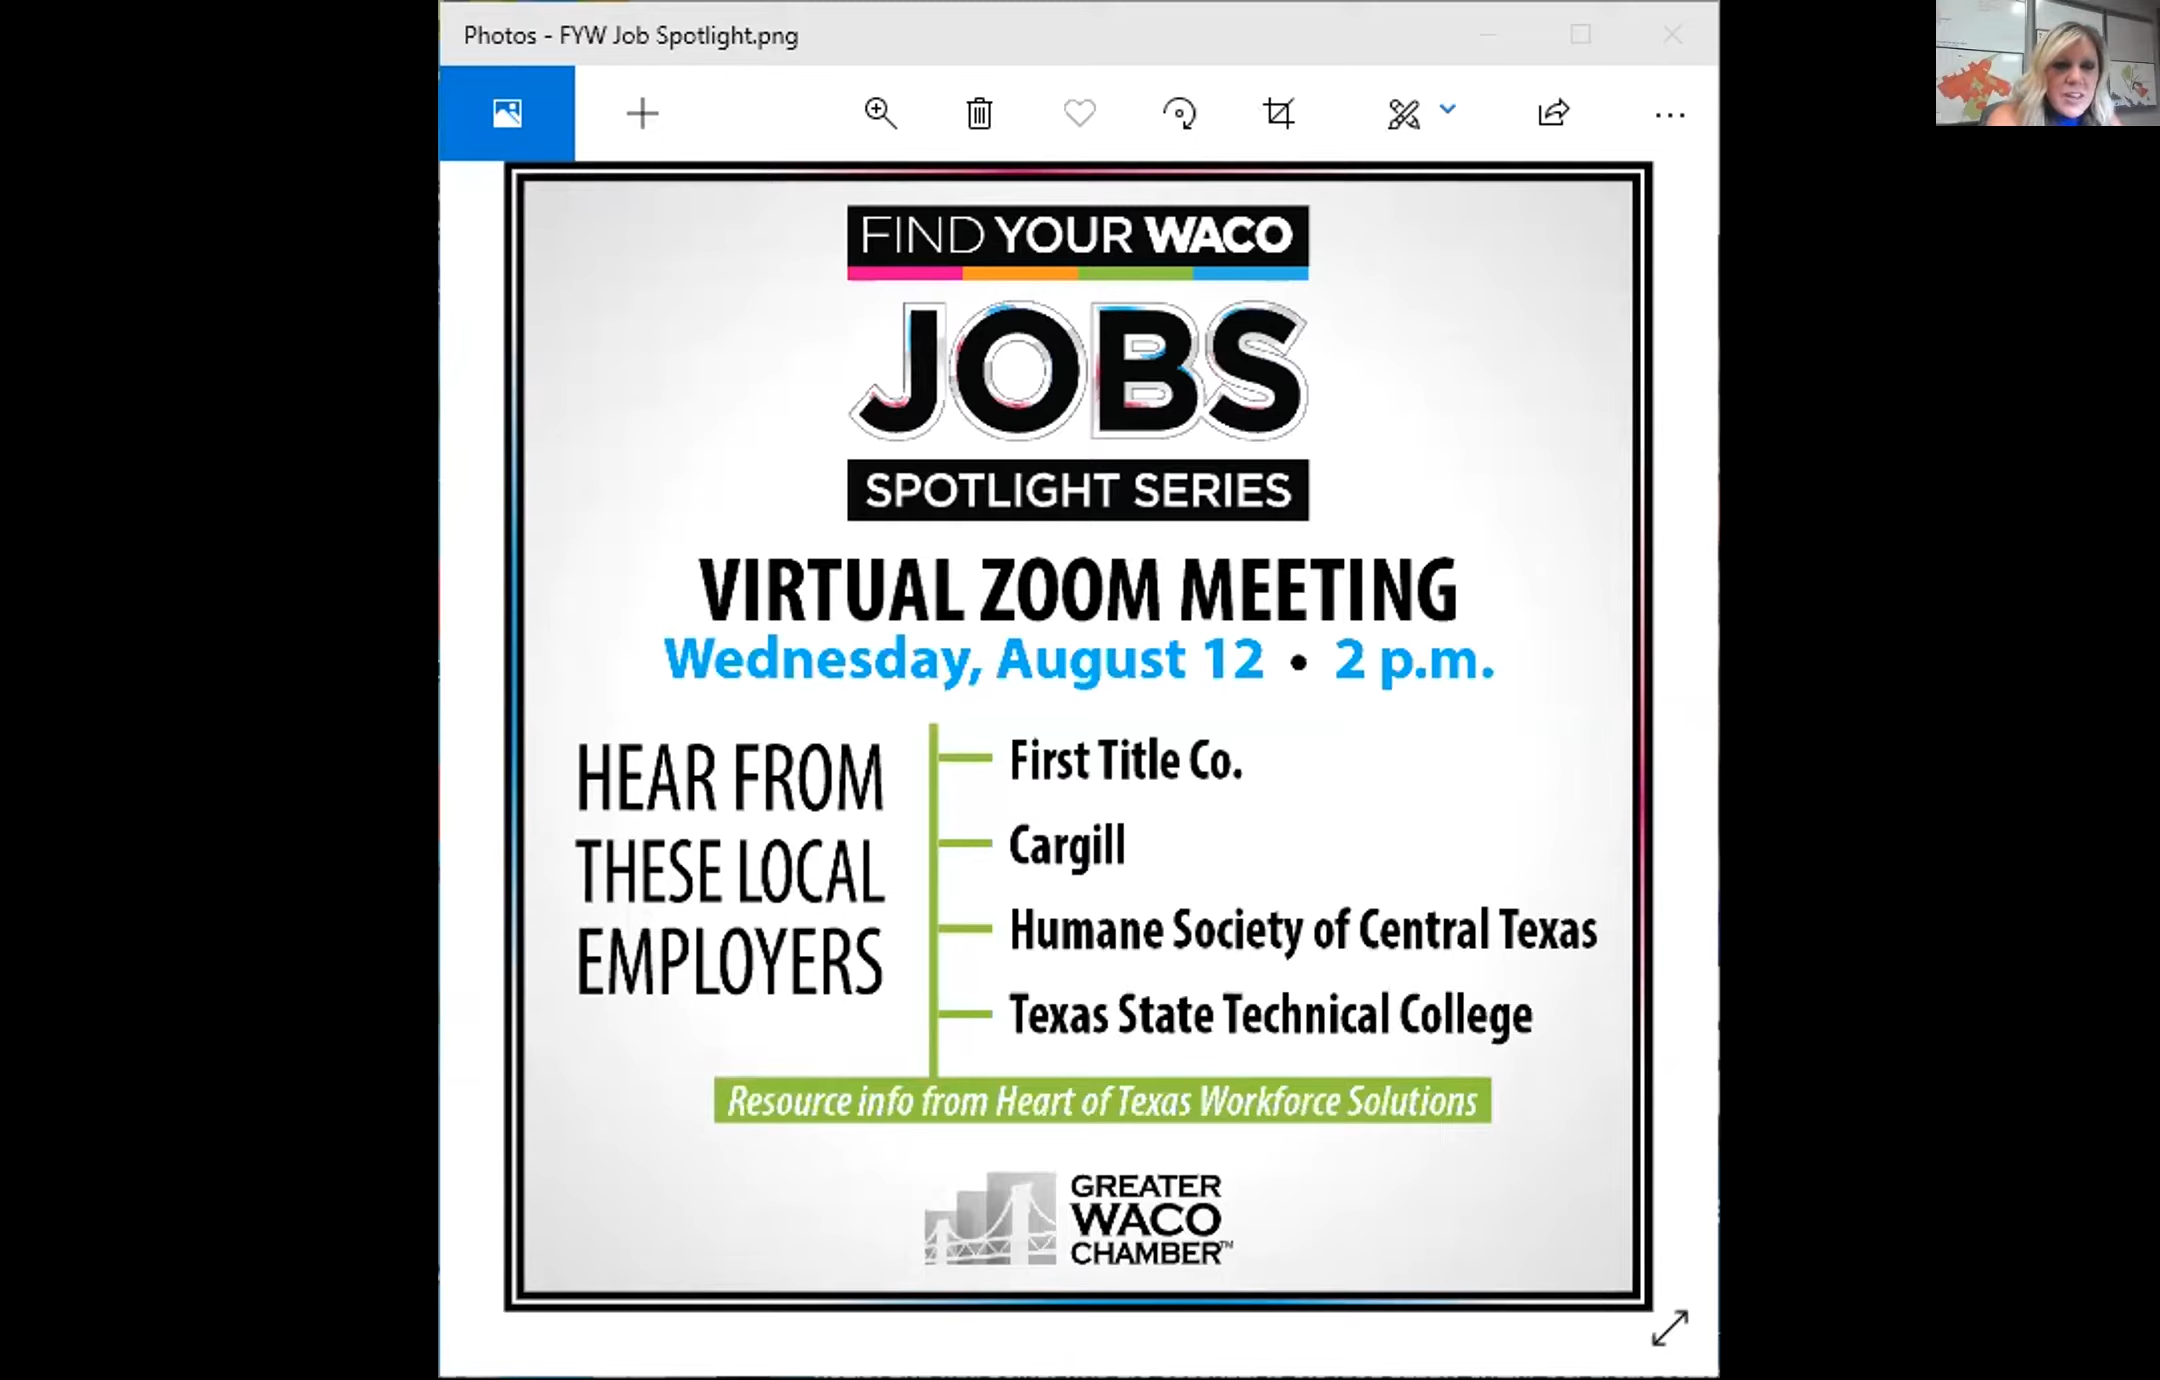 Photos - FYW Job Spotlight.png
FIND YOUR WACO
JOBS
SPOTLIGHT SERIES
VIRTUAL ZOOM MEETING
Wednesday, August 12 • 2 p.m.
HEAR FROM
THESE LOCAL
EMPLOYERS
First Title Co.
Cargill
Humane Society of Central Texas
Texas State Technical College
Resource info from Heart of Texas Workforce Solutions
GREATER
WACO
CHAMBER™